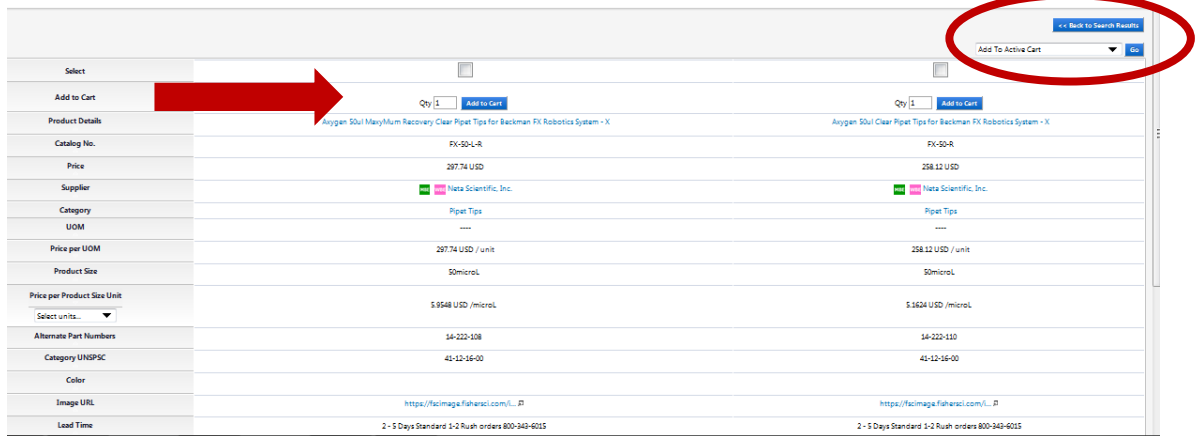 << Back to Search Results
Add To Active Cart Go
Select
Add to Cart Qty 1 Add to Cart Qty 1 Add to Cart
Product Details Axygen 50ul MaxyMum Recovery Clear Pipet Tips for Beckman FX Robotics System - X Axygen 50ul Clear Pipet Tips for Beckman FX Robotics System - X
Catalog No. FX-50-L-R FX-50-R
Price 297.74 USD 258.12 USD
Supplier MBE WBE Neta Scientific, Inc. MBE WBE Neta Scientific, Inc.
Category Pipet Tips Pipet Tips
UOM ---- ----
Price per UOM 297.74 USD / unit 258.12 USD / unit
Product Size 50microL 50microL
Price per Product Size Unit 5.9548 USD /microL 5.1624 USD /microL
Select units...
Alternate Part Numbers 14-222-108 14-222-110
Category UNSPSC 41-12-16-00 41-12-16-00
Color
Image URL https://fscimage.fishersci.com/i... https://fscimage.fishersci.com/i...
Lead Time 2 - 5 Days Standard 1-2 Rush orders 800-343-6015 2 - 5 Days Standard 1-2 Rush orders 800-343-6015